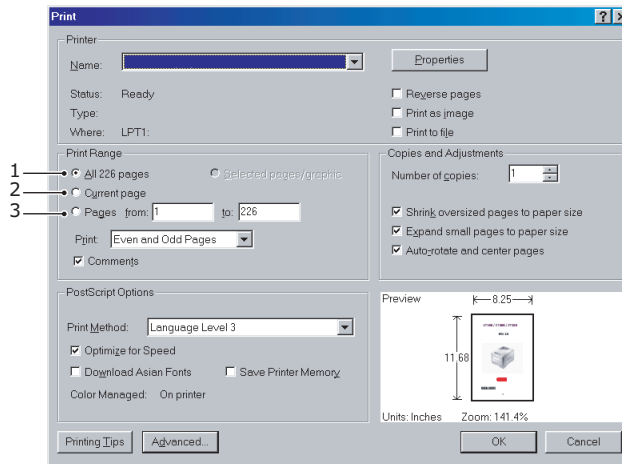 Print
Printer
Name:
Properties
Status: Ready
Reverse pages
Type:
Print as image
Where: LPT1:
Print to file
Print Range
Copies and Adjustments
1
All 226 pages
Selected pages/graphic
Number of copies: 1
2
Current page
3
Pages from: 1 to: 226
Shrink oversized pages to paper size
Print: Even and Odd Pages
Expand small pages to paper size
Comments
Auto-rotate and center pages
PostScript Options
Preview
8.25
Print Method: Language Level 3
Optimize for Speed
11.68
Download Asian Fonts
Save Printer Memory
Color Managed: On printer
Units: Inches Zoom: 141.4%
Printing Tips
Advanced...
OK
Cancel